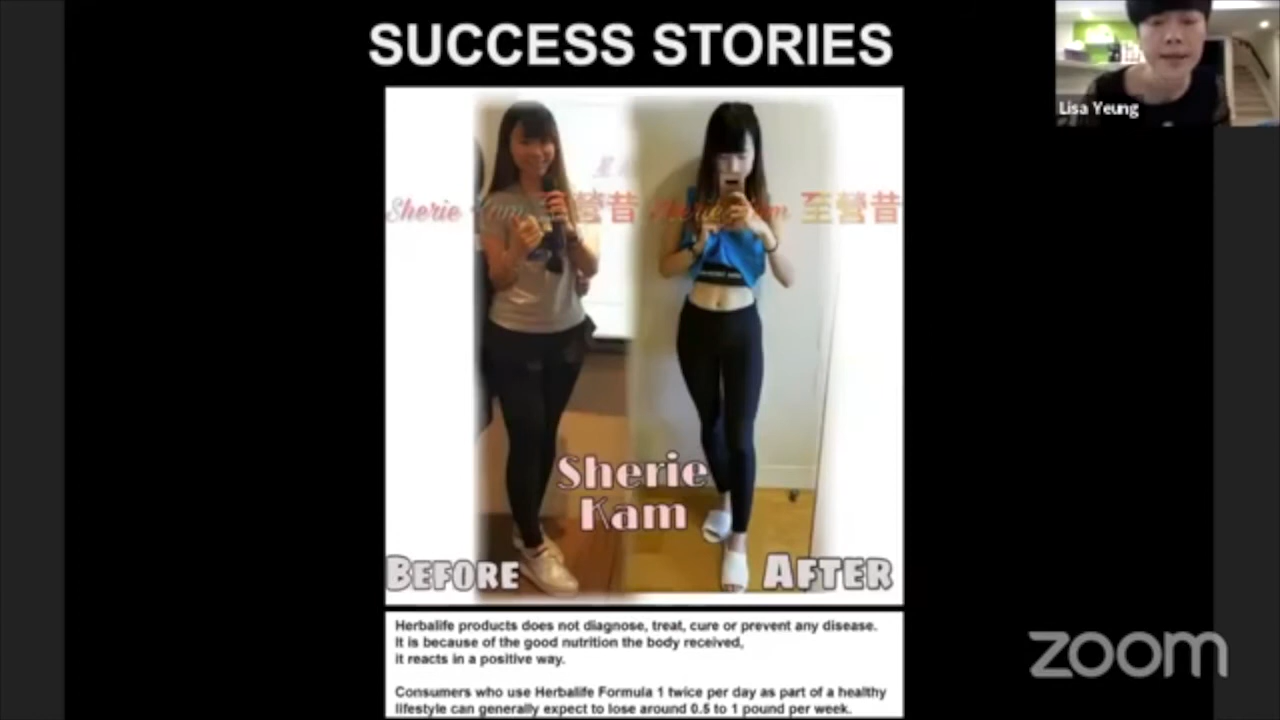 SUCCESS STORIES
Lisa Yeung
Sherie Kam 至營昔
Sherie Kam 至營昔
Sherie
Kam
BEFORE
AFTER
Herbalife products does not diagnose, treat, cure or prevent any disease.
It is because of the good nutrition the body received,
it reacts in a positive way.
Consumers who use Herbalife Formula 1 twice per day as part of a healthy
lifestyle can generally expect to lose around 0.5 to 1 pound per week.
zoom